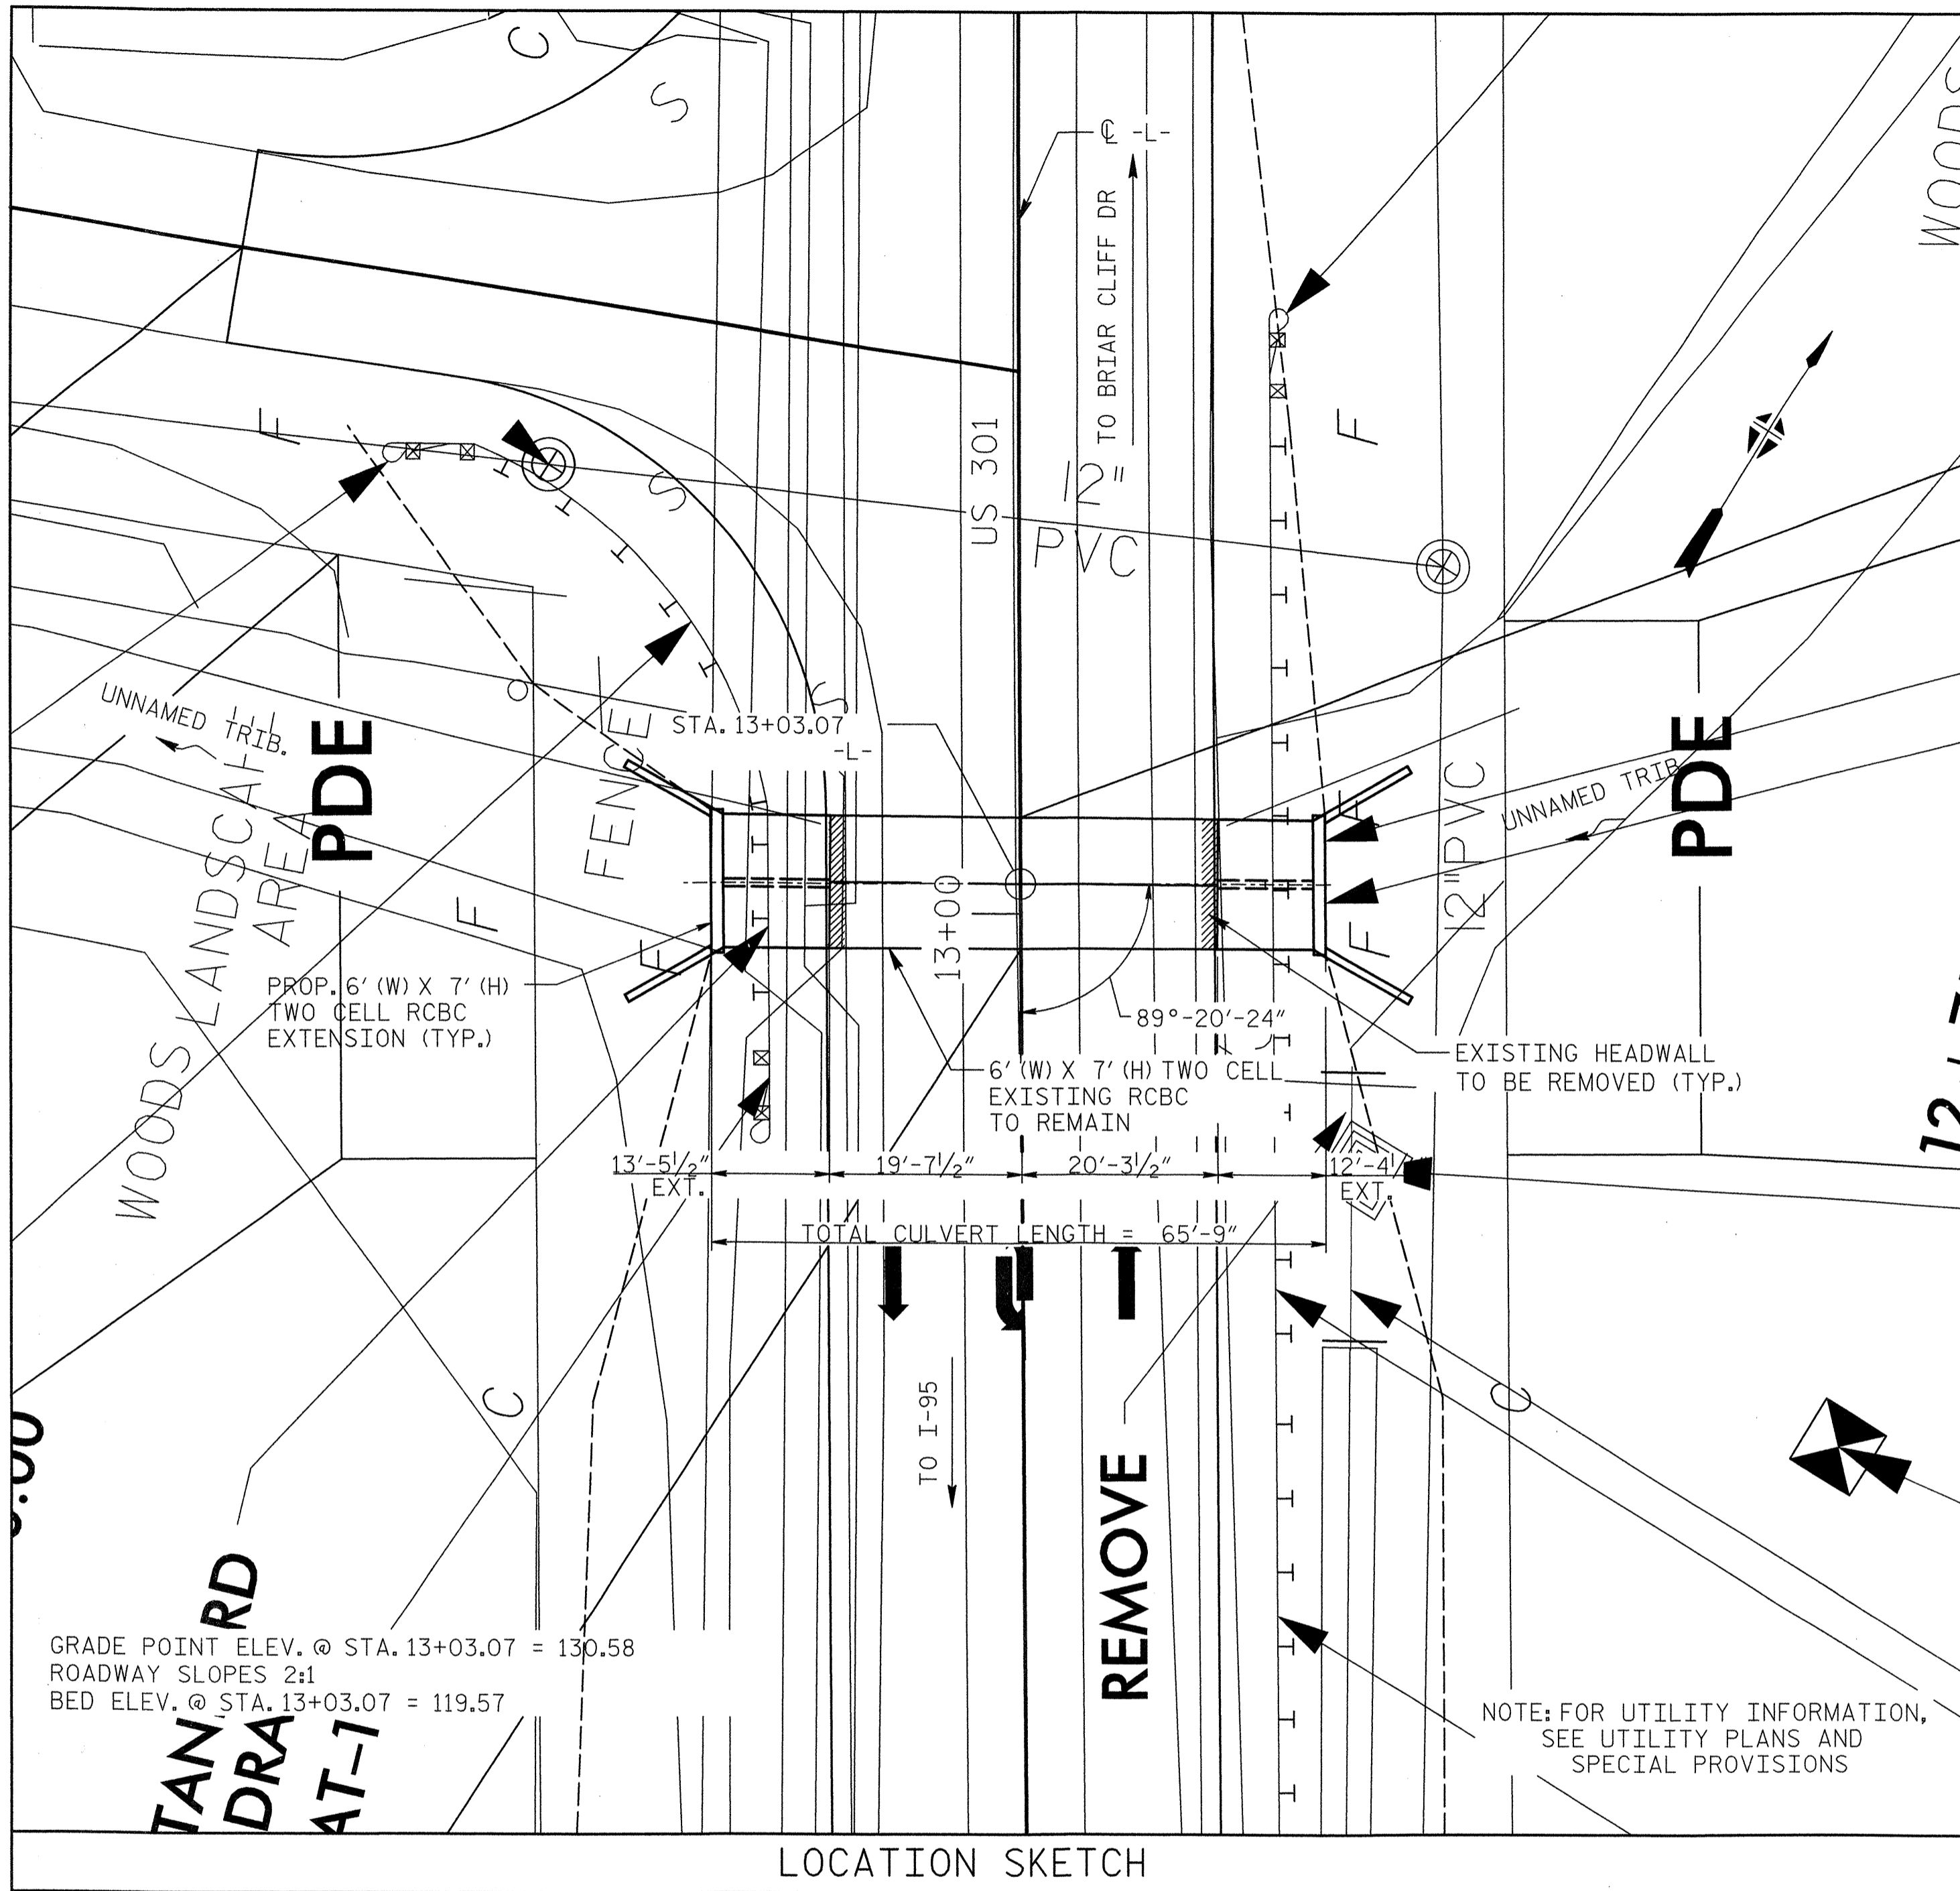 C
S
℄ -L-
TO BRIAR CLIFF DR
WOODS
US 301
12"
PVC
F
F
S
UNNAMED TRIB.
PDE
FENCE
STA. 13+03.07
-L-
S
12"PVC
UNNAMED TRIB
PDE
WOODS LANDSCAP
AREA
F
F
F
13+00
PROP. 6' (W) X 7' (H)
TWO CELL RCBC
EXTENSION (TYP.)
89°-20'-24"
6' (W) X 7' (H) TWO CELL
EXISTING RCBC
TO REMAIN
EXISTING HEADWALL
TO BE REMOVED (TYP.)
13'-5½"
EXT.
19'-7½"
20'-3½"
12'-4
EXT.
TOTAL CULVERT LENGTH = 65'-9"
TO I-95
REMOVE
C
C
RD
GRADE POINT ELEV. @ STA. 13+03.07 = 130.58
ROADWAY SLOPES 2:1
BED ELEV. @ STA. 13+03.07 = 119.57
TAN
DRA
AT-1
NOTE: FOR UTILITY INFORMATION,
SEE UTILITY PLANS AND
SPECIAL PROVISIONS
LOCATION SKETCH